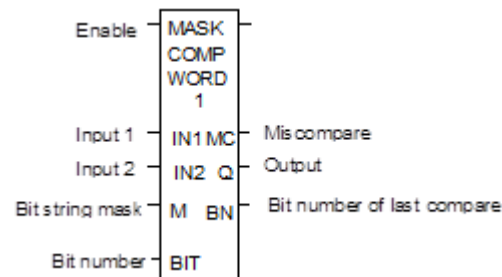 Enable MASK
COMP
WORD
1
Input 1 IN1 MC Miscompare
Input 2 IN2 Q Output
Bit string mask M BN Bit number of last compare
Bit number BIT